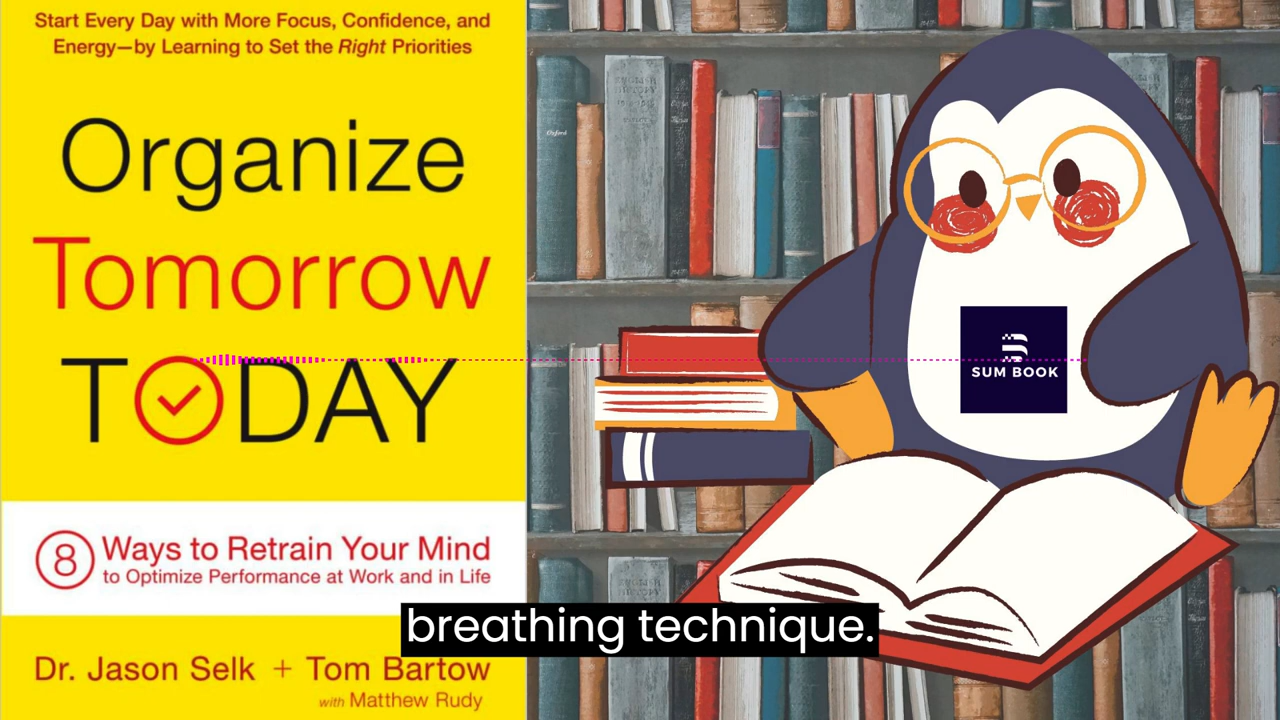 Start Every Day with More Focus, Confidence, and
Energy—by Learning to Set the Right Priorities
Organize
Tomorrow
TODAY
8 Ways to Retrain Your Mind
to Optimize Performance at Work and in Life
Dr. Jason Selk + Tom Bartow
with Matthew Rudy
Oxford
SUM BOOK
breathing technique.